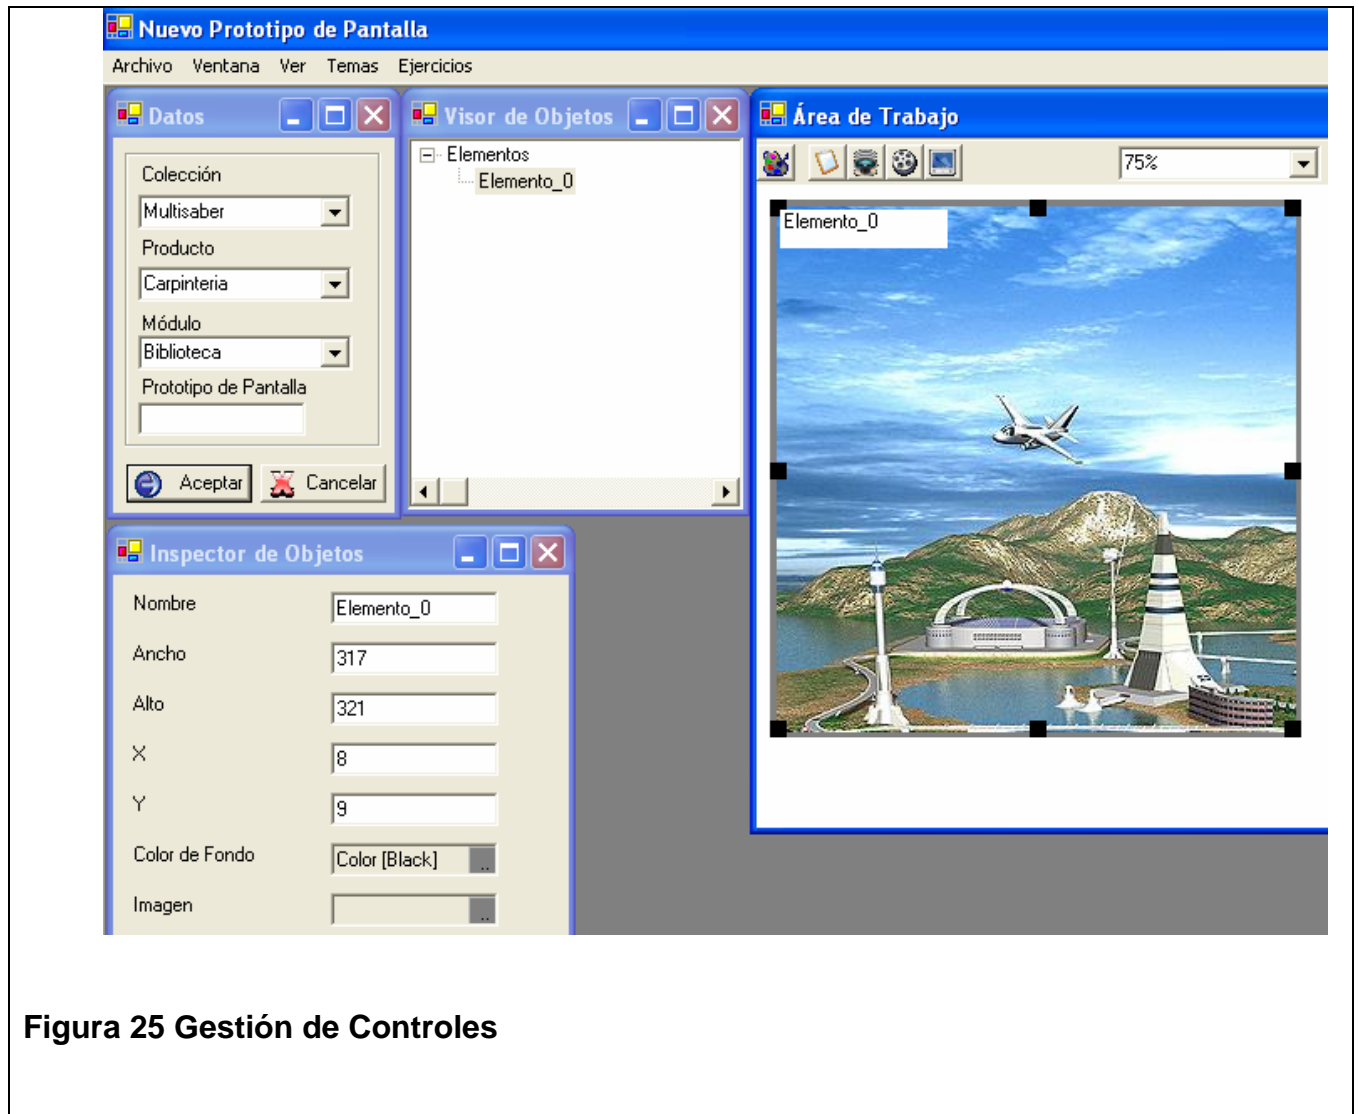 Nuevo Prototipo de Pantalla
Archivo Ventana Ver Temas Ejercicios
Datos
Colección
Multisaber
Producto
Carpinteria
Módulo
Biblioteca
Prototipo de Pantalla
Aceptar Cancelar
Visor de Objetos
Elementos
Elemento_0
Área de Trabajo
75%
Elemento_0
Inspector de Objetos
Nombre Elemento_0
Ancho 317
Alto 321
X 8
Y 9
Color de Fondo Color [Black] ..
Imagen ..
Figura 25 Gestión de Controles